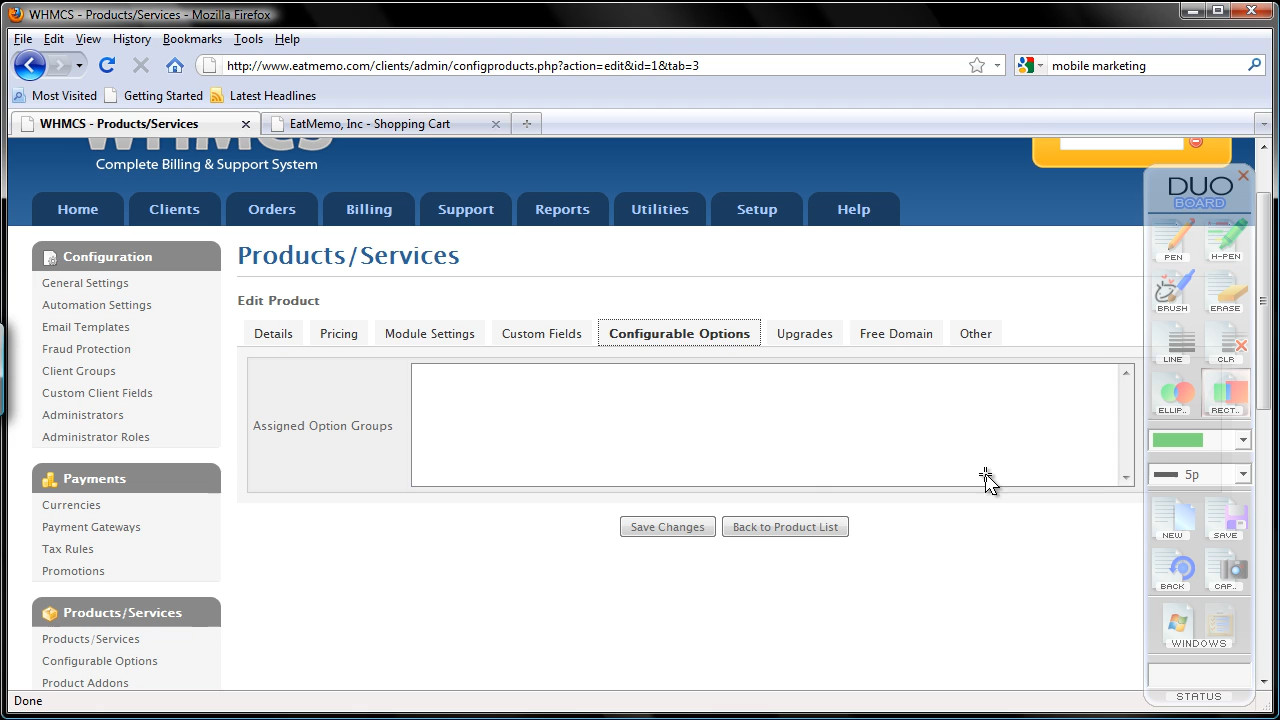 WHMCS - Products/Services - Mozilla Firefox
File Edit View History Bookmarks Tools Help
http://www.eatmemo.com/clients/admin/configproducts.php?action=edit&id=1&tab=3
mobile marketing
Most Visited Getting Started Latest Headlines
WHMCS - Products/Services
EatMemo, Inc - Shopping Cart
WHMCS
Complete Billing & Support System
Home Clients Orders Billing Support Reports Utilities Setup Help
Configuration
General Settings
Automation Settings
Email Templates
Fraud Protection
Client Groups
Custom Client Fields
Administrators
Administrator Roles
Payments
Currencies
Payment Gateways
Tax Rules
Promotions
Products/Services
Products/Services
Configurable Options
Product Addons
Products/Services
Edit Product
Details Pricing Module Settings Custom Fields Configurable Options Upgrades Free Domain Other
Assigned Option Groups
Save Changes Back to Product List
DUO
BOARD
PEN H-PEN
BRUSH ERASE
LINE CLR
ELLIP.. RECT..
5p
NEW SAVE
BACK CAP..
WINDOWS
STATUS
Done